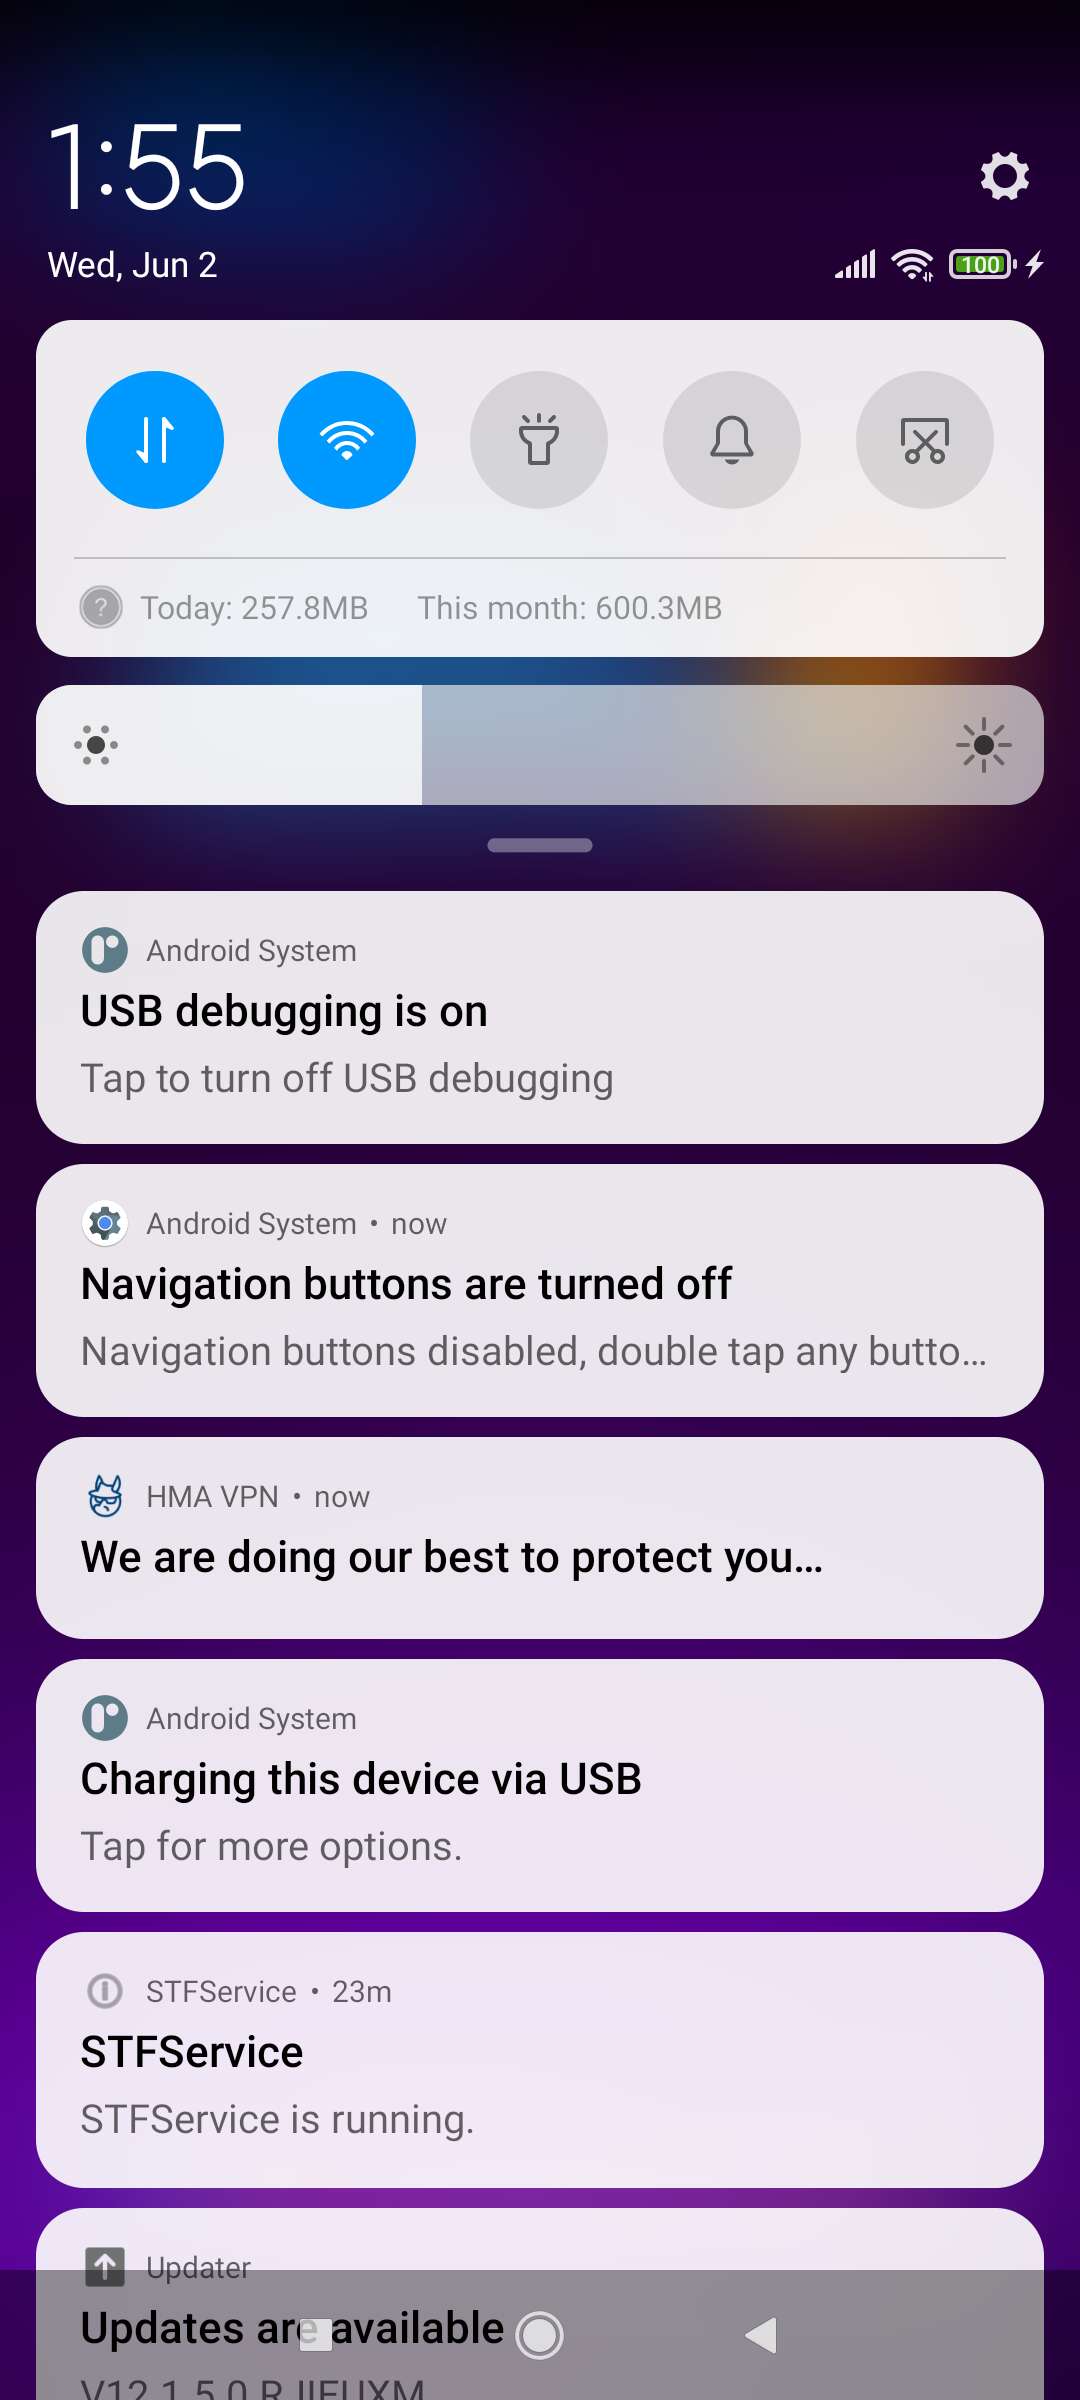 1:55
Wed, Jun 2
100
Today: 257.8MB This month: 600.3MB
Android System
USB debugging is on
Tap to turn off USB debugging
Android System • now
Navigation buttons are turned off
Navigation buttons disabled, double tap any butto…
HMA VPN • now
We are doing our best to protect you…
Android System
Charging this device via USB
Tap for more options.
STFService • 23m
STFService
STFService is running.
Updater
Updates are available